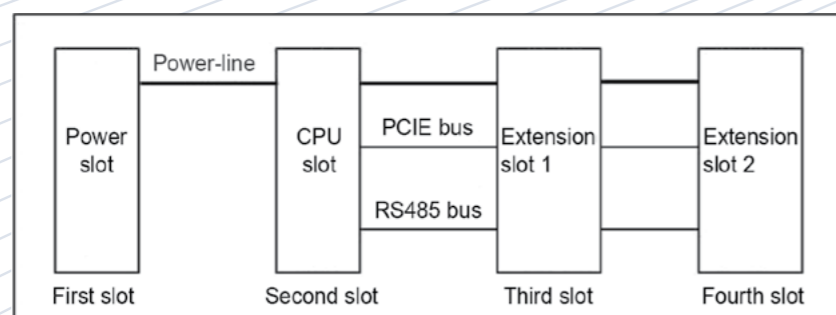 Power-line
Power
slot
CPU
slot
PCIE bus
RS485 bus
Extension
slot 1
Extension
slot 2
First slot
Second slot
Third slot
Fourth slot